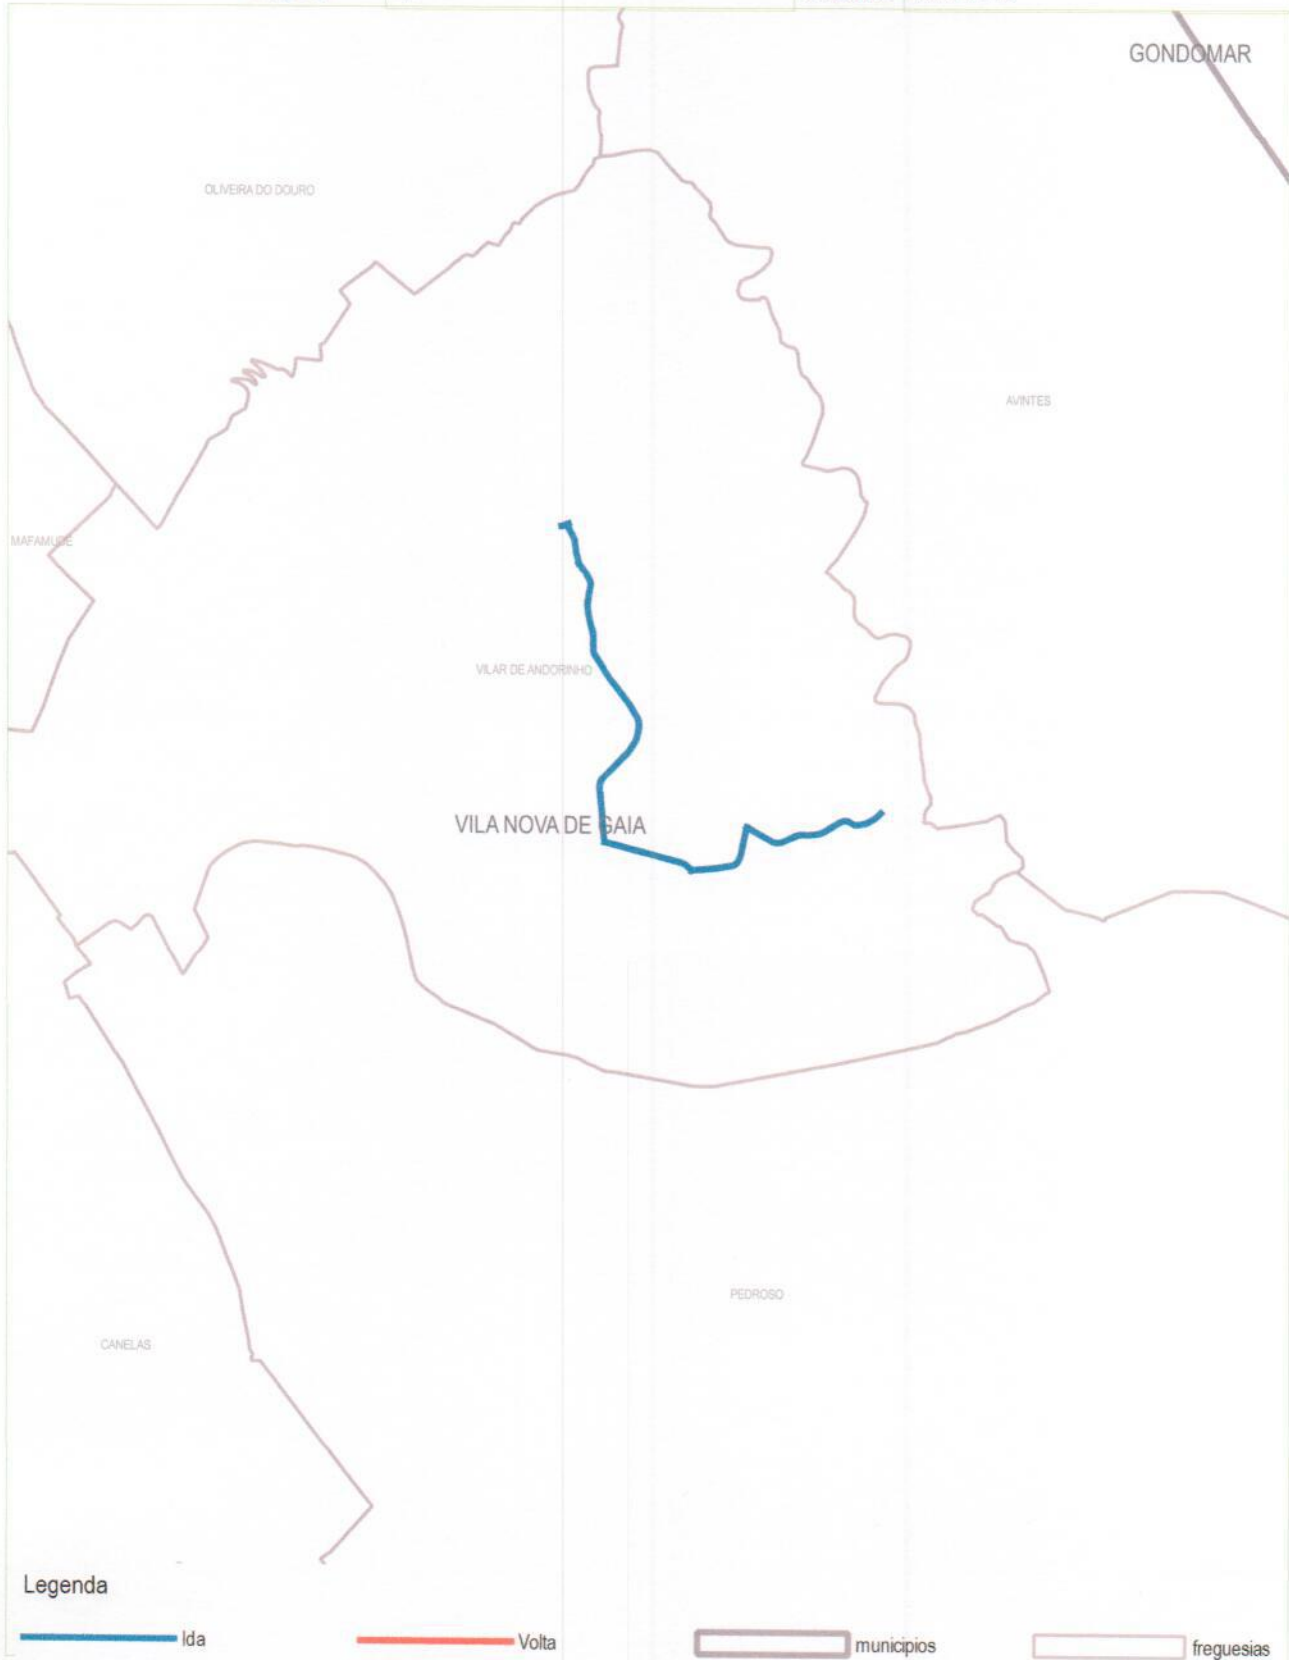 GONDOMAR
OLIVEIRA DO DOURO
AVINTES
MAFAMUDE
VILAR DE ANDORINHO
VILA NOVA DE GAIA
PEDROSO
CANELAS
Legenda
Ida
Volta
municipios
freguesias